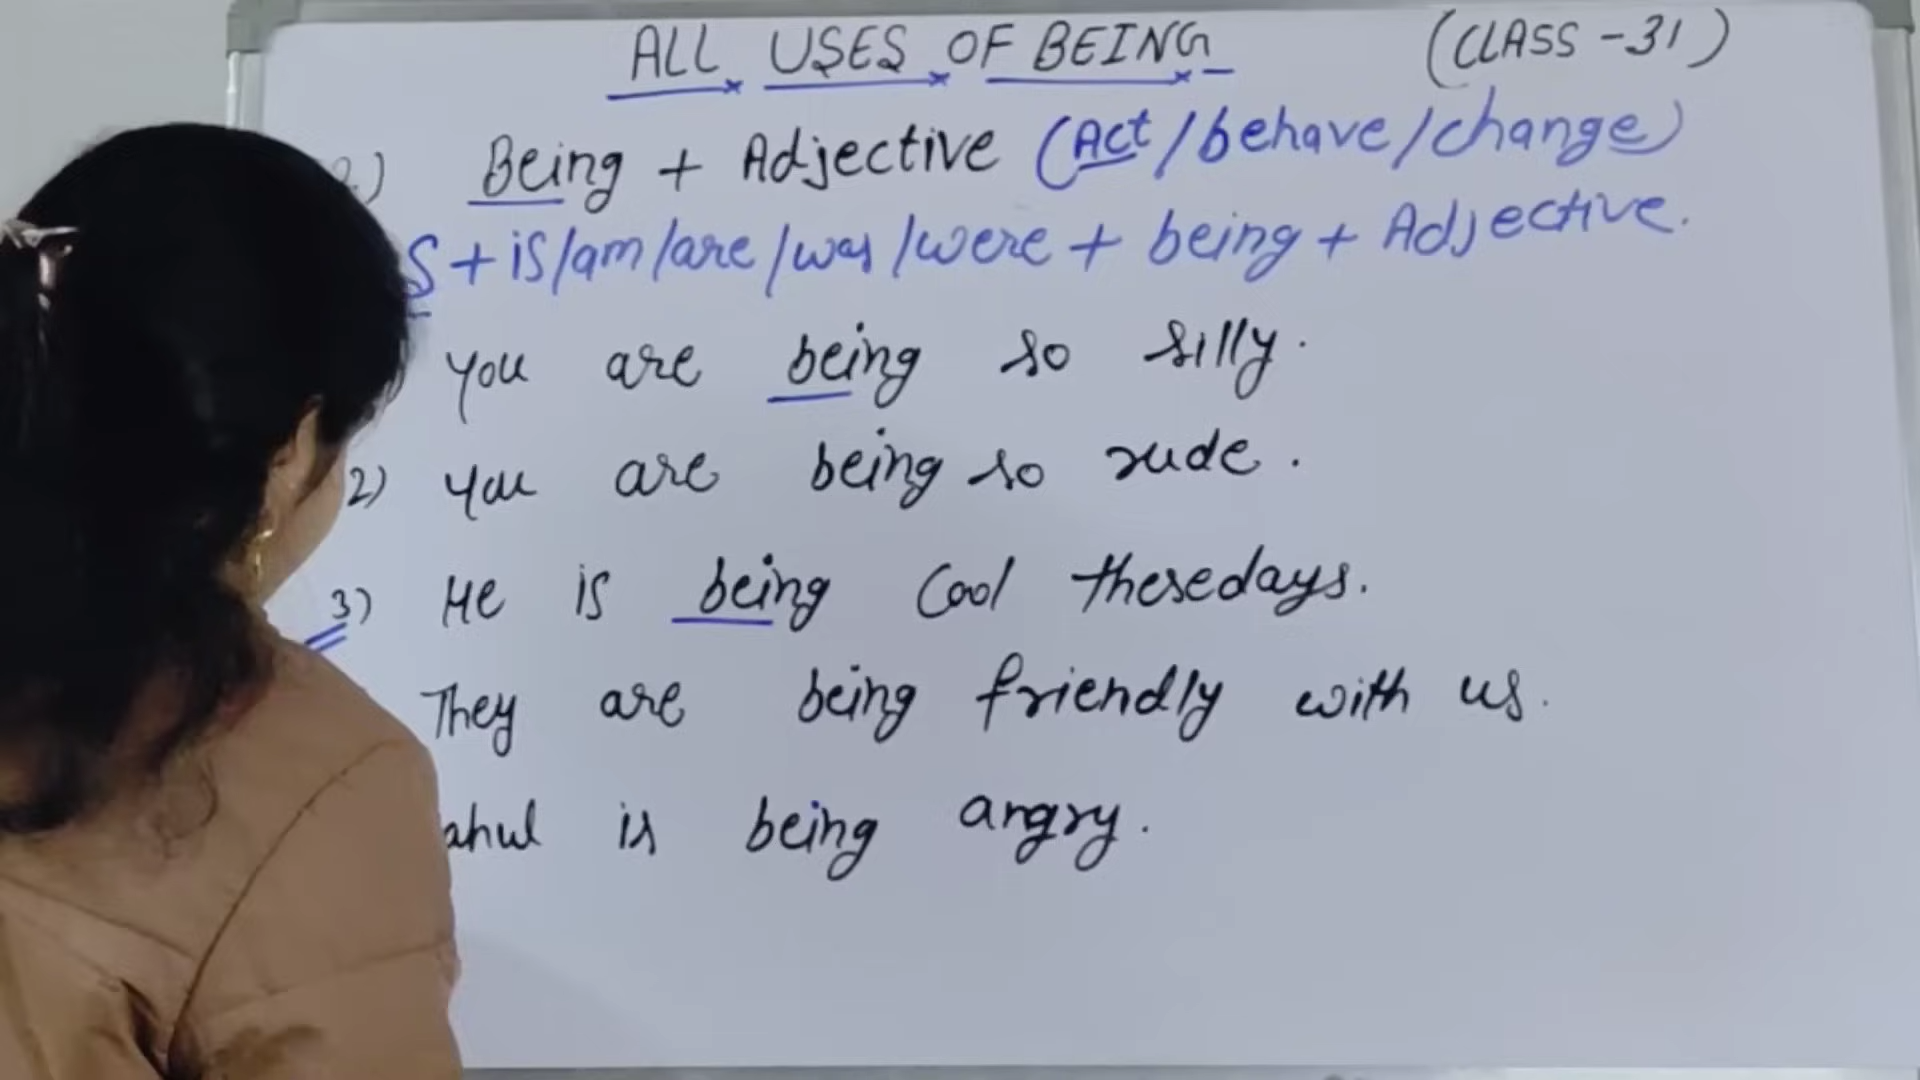 ALL USES OF BEING (CLASS - 31)
2) Being + Adjective (Act/behave/change)
S + is/am/are/was/were + being + Adjective.
You are being so silly.
2) You are being so rude.
3) He is being Cool thesedays.
They are being friendly with us.
ahul is being angry.